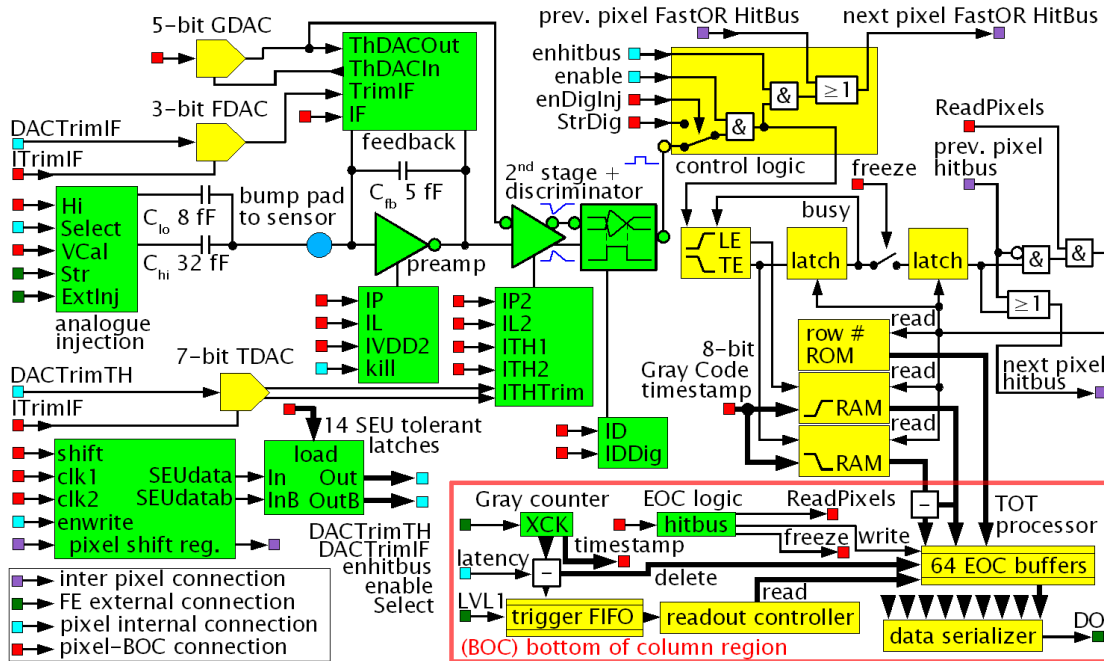 5-bit GDAC
prev. pixel FastOR HitBus
next pixel FastOR HitBus
ThDACOut
ThDACIn
TrimIF
IF
feedback
3-bit FDAC
DACTrimIF
ITrimIF
enhitbus
enable
enDigInj
StrDig
&
&
≥1
control logic
ReadPixels
prev. pixel
hitbus
freeze
busy
Hi
Select
VCal
Str
ExtInj
analogue
injection
Clo 8 fF
Chi 32 fF
bump pad
to sensor
Cfb 5 fF
preamp
2nd stage +
discriminator
LE
TE
latch
latch
&
&
≥1
next pixel
hitbus
IP
IL
IVDD2
kill
IP2
IL2
ITH1
ITH2
ITHTrim
ID
IDDig
read
row #
ROM
read
RAM
read
RAM
8-bit
Gray Code
timestamp
7-bit TDAC
DACTrimTH
ITrimIF
14 SEU tolerant
latches
shift
clk1
clk2
enwrite
SEUdata
SEUdatab
pixel shift reg.
load
In
Out
InB
OutB
DACTrimTH
DACTrimIF
enhitbus
enable
Select
inter pixel connection
FE external connection
pixel internal connection
pixel-BOC connection
Gray counter
XCK
timestamp
EOC logic
hitbus
ReadPixels
freeze
write
−
TOT
processor
latency
−
delete
64 EOC buffers
LVL1
trigger FIFO
read
readout controller
data serializer
DO
(BOC) bottom of column region